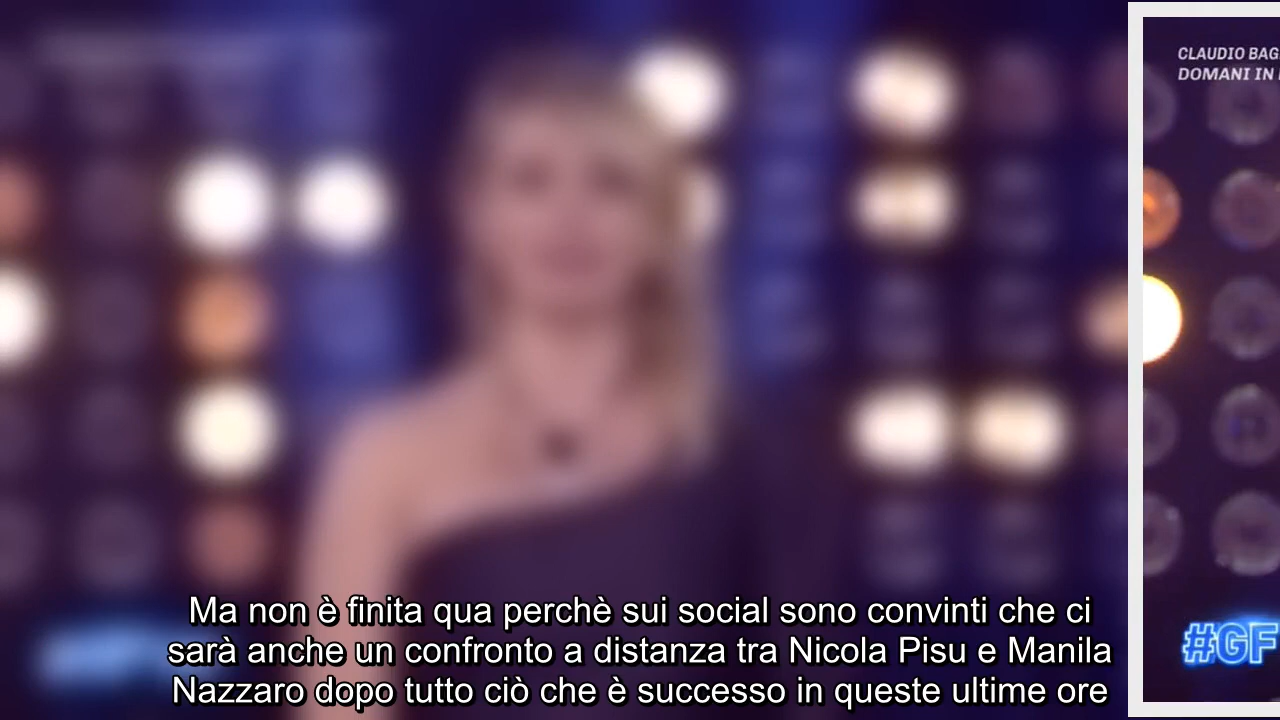 CLAUDIO BAG
DOMANI IN
#GF
Ma non è finita qua perchè sui social sono convinti che ci
sarà anche un confronto a distanza tra Nicola Pisu e Manila
Nazzaro dopo tutto ciò che è successo in queste ultime ore